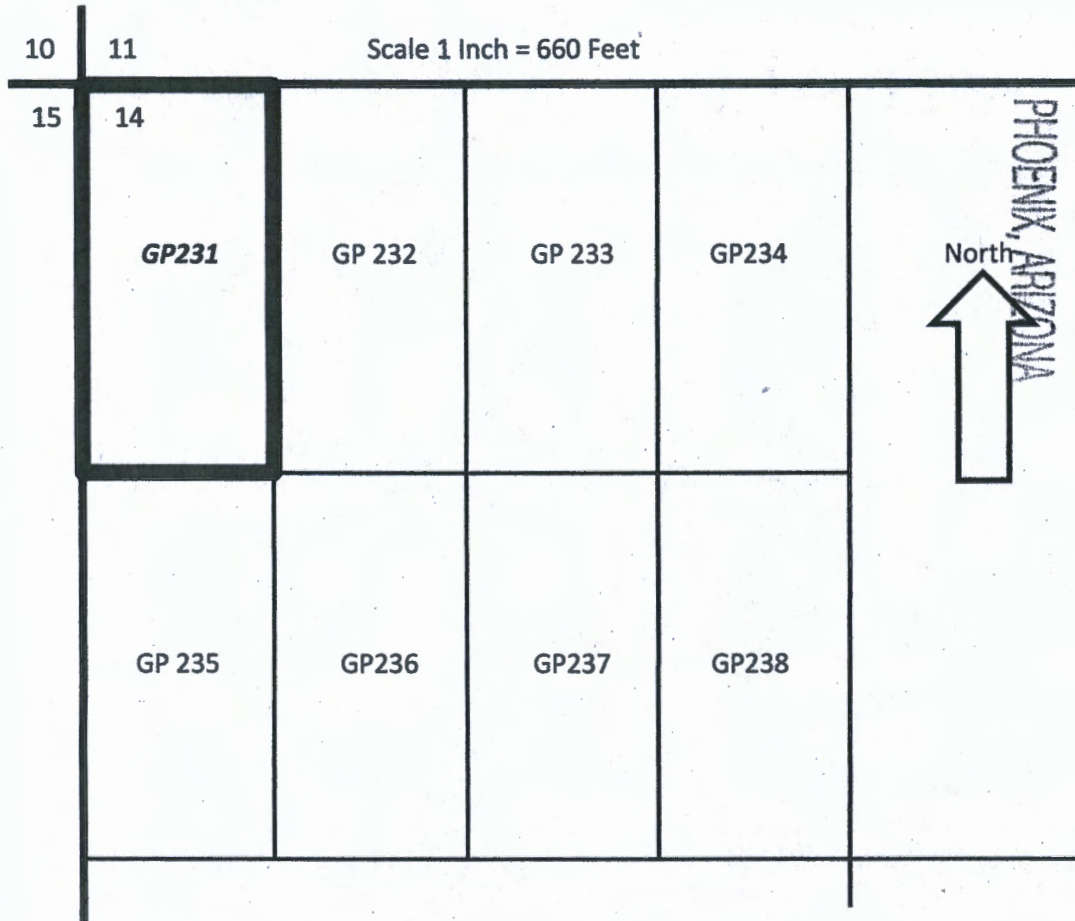 10 11 Scale 1 Inch = 660 Feet
15 14
PHOENIX, ARIZONA
GP231 GP 232 GP 233 GP234 North
GP 235 GP236 GP237 GP238